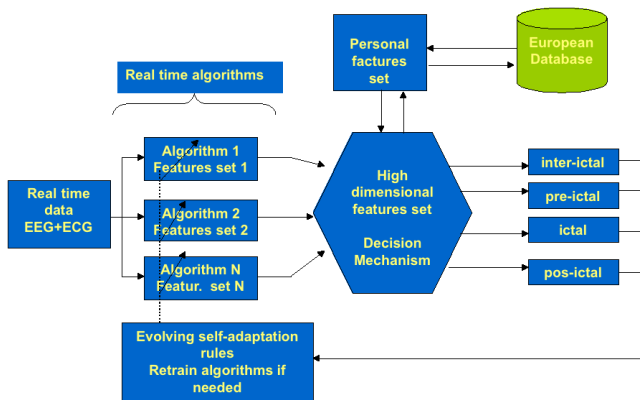 Personal
factures
set
European
Database
Real time algorithms
Algorithm 1
Features set 1
Real time
data
EEG+ECG
Algorithm 2
Features set 2
Algorithm N
Featur. set N
High
dimensional
features set
Decision
Mechanism
inter-ictal
pre-ictal
ictal
pos-ictal
Evolving self-adaptation
rules
Retrain algorithms if
needed